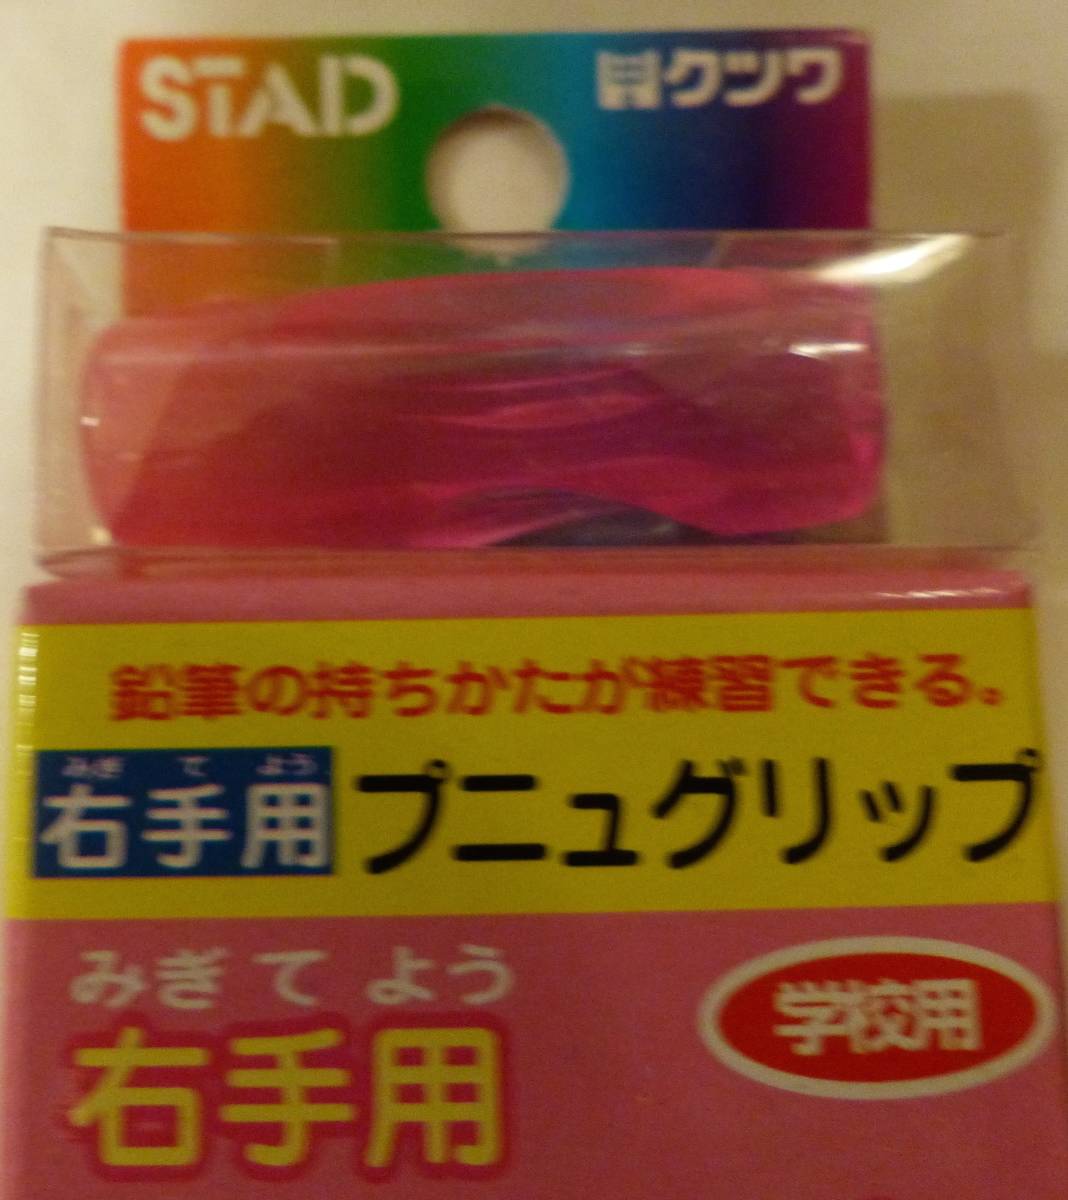 STAD
クツワ
鉛筆の持ちかたが練習できる。
みぎ て よう
右手用 プニュグリップ
みぎ て よう
右手用
学校用